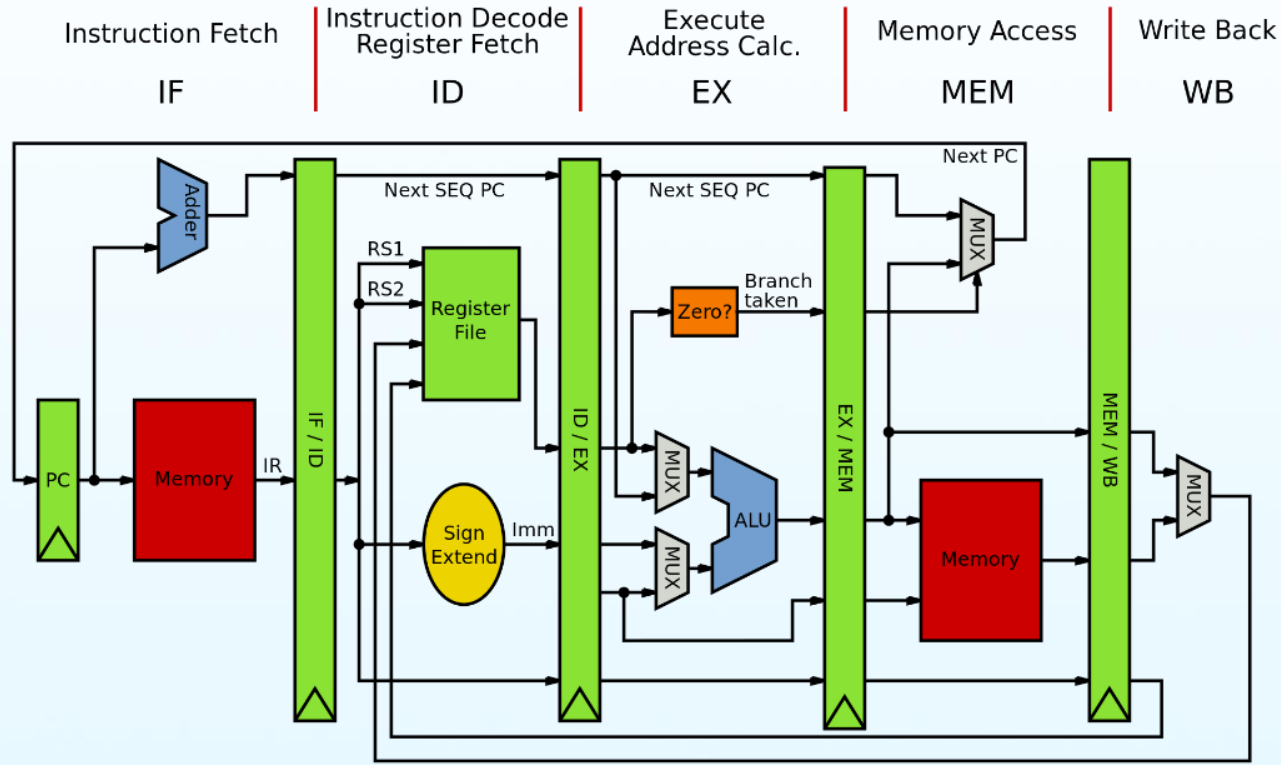 Instruction Fetch
IF
Instruction Decode
Register Fetch
ID
Execute
Address Calc.
EX
Memory Access
MEM
Write Back
WB
Next PC
Adder
Next SEQ PC
Next SEQ PC
MUX
RS1
RS2
Register
File
Branch
taken
Zero?
IF / ID
ID / EX
EX / MEM
MEM / WB
PC
Memory
IR
MUX
ALU
MUX
Sign
Extend
Imm
MUX
Memory
MUX